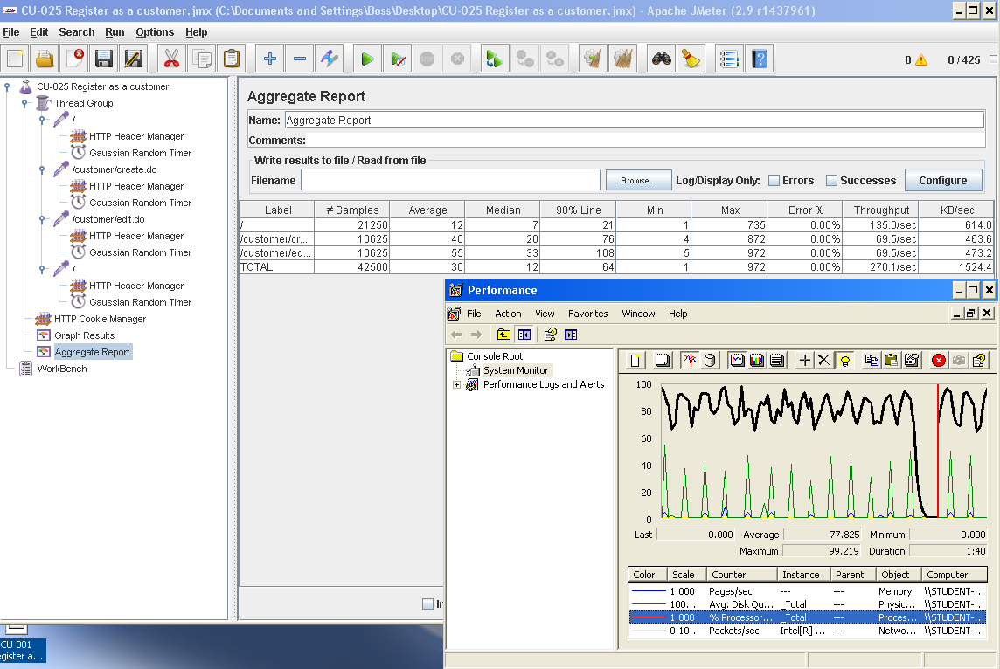 CU-025 Register as a customer.jmx (C:\Documents and Settings\Boss\Desktop\CU-025 Register as a customer.jmx) - Apache JMeter (2.9 r1437961)
File Edit Search Run Options Help
0 0 / 425
CU-025 Register as a customer
Thread Group
/
HTTP Header Manager
Gaussian Random Timer
/customer/create.do
HTTP Header Manager
Gaussian Random Timer
/customer/edit.do
HTTP Header Manager
Gaussian Random Timer
/
HTTP Header Manager
Gaussian Random Timer
HTTP Cookie Manager
Graph Results
Aggregate Report
WorkBench
Aggregate Report
Name: Aggregate Report
Comments:
Write results to file / Read from file
Filename Browse... Log/Display Only: Errors Successes Configure
Label # Samples Average Median 90% Line Min Max Error % Throughput KB/sec
/ 21250 12 7 21 1 735 0.00% 135.0/sec 614.0
/customer/cr... 10625 40 20 76 4 872 0.00% 69.5/sec 463.6
/customer/ed... 10625 55 33 108 5 972 0.00% 69.5/sec 473.2
TOTAL 42500 30 12 64 1 972 0.00% 270.1/sec 1524.4
Performance
File Action View Favorites Window Help
Console Root
System Monitor
Performance Logs and Alerts
100
80
60
40
20
0
Last 0.000 Average 77.825 Minimum 0.000
Maximum 99.219 Duration 1:40
Color Scale Counter Instance Parent Object Computer
1.000 Pages/sec --- --- Memory \\STUDENT-...
100.... Avg. Disk Qu... _Total --- Physic... \\STUDENT-...
1.000 % Processor... _Total --- Proces... \\STUDENT-...
0.10... Packets/sec Intel[R] ... --- Netwo... \\STUDENT-...
CU-001
egister a...